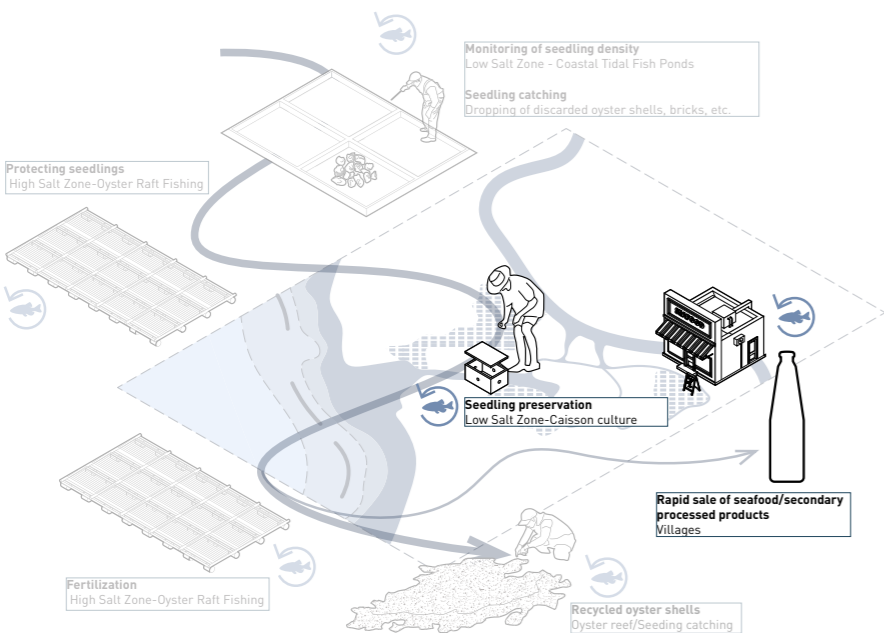 Monitoring of seedling density
Low Salt Zone - Coastal Tidal Fish Ponds
Seedling catching
Dropping of discarded oyster shells, bricks, etc.
Protecting seedlings
High Salt Zone-Oyster Raft Fishing
Seedling preservation
Low Salt Zone-Caisson culture
Rapid sale of seafood/secondary
processed products
Villages
Fertilization
High Salt Zone-Oyster Raft Fishing
Recycled oyster shells
Oyster reef/Seeding catching